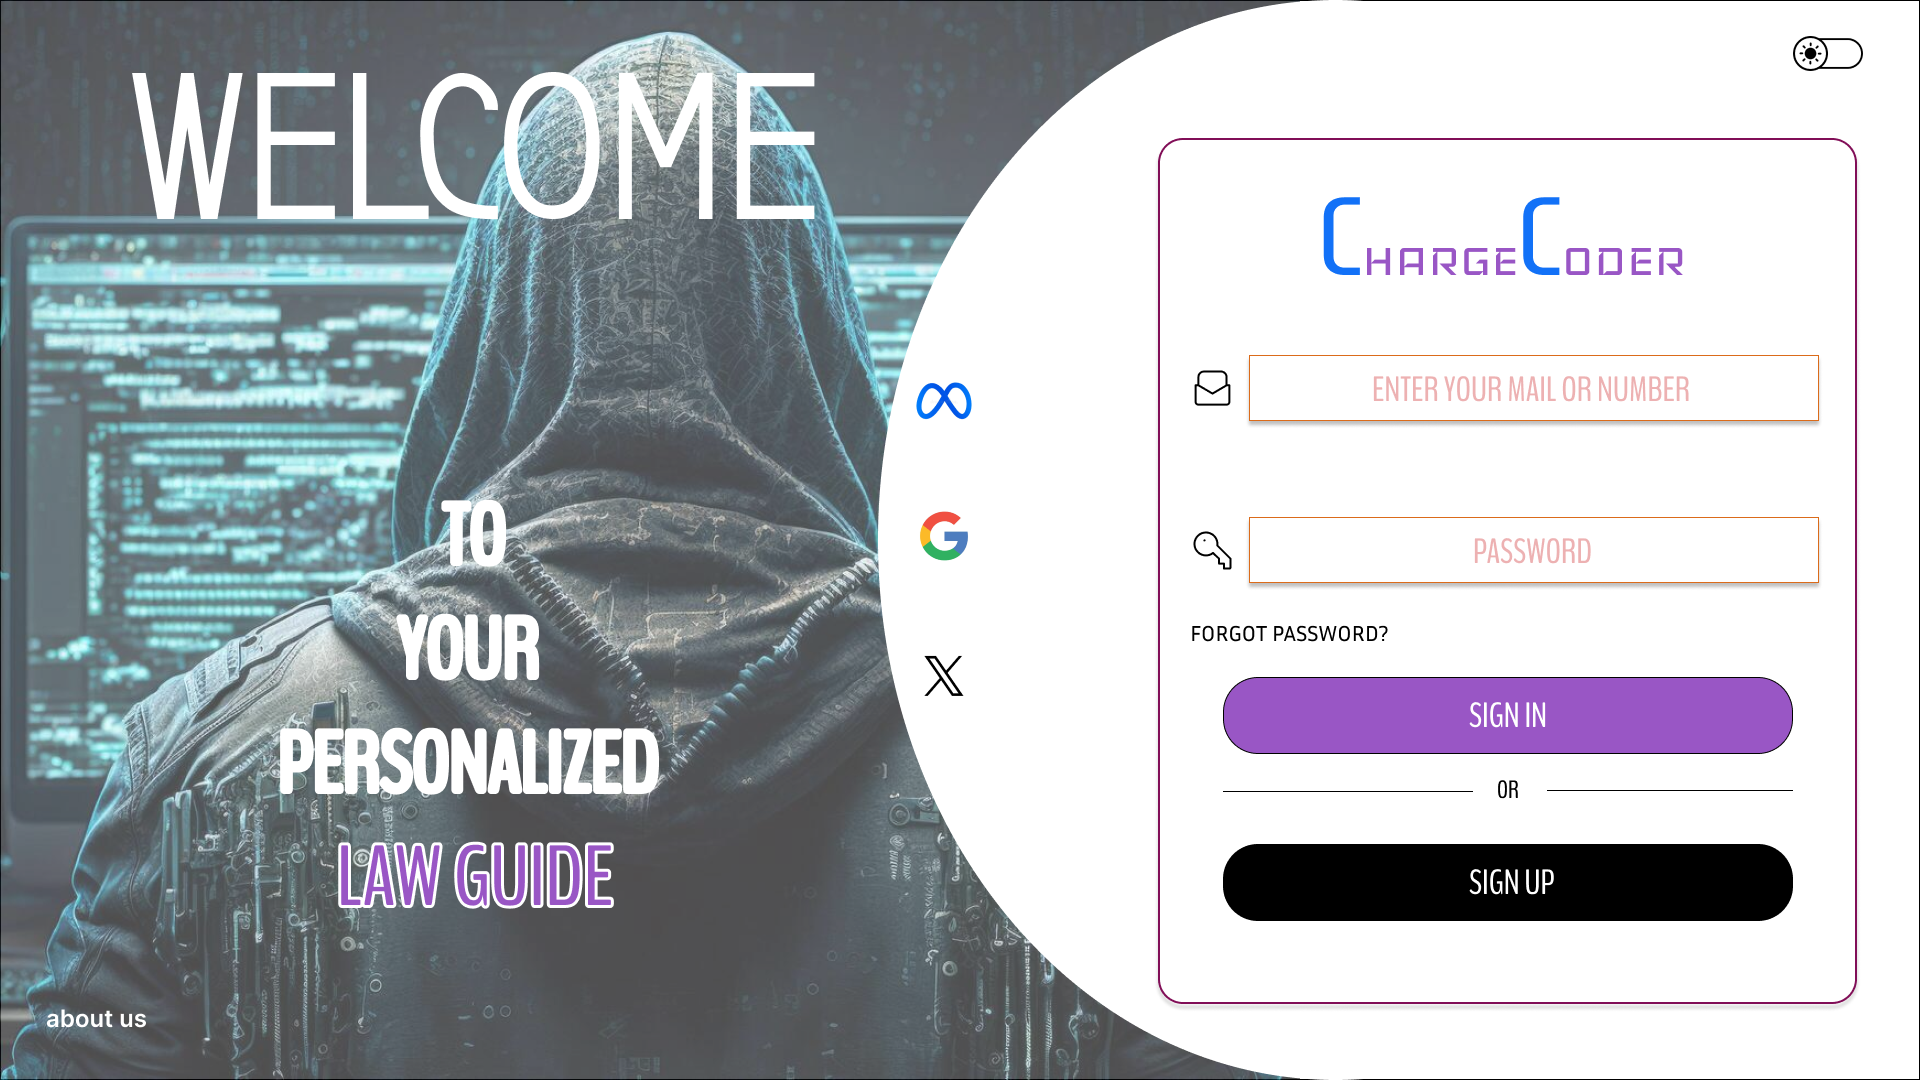 WELCOME
TO
YOUR
PERSONALIZED
LAW GUIDE
about us
CHARGECODER
ENTER YOUR MAIL OR NUMBER
PASSWORD
FORGOT PASSWORD?
SIGN IN
OR
SIGN UP